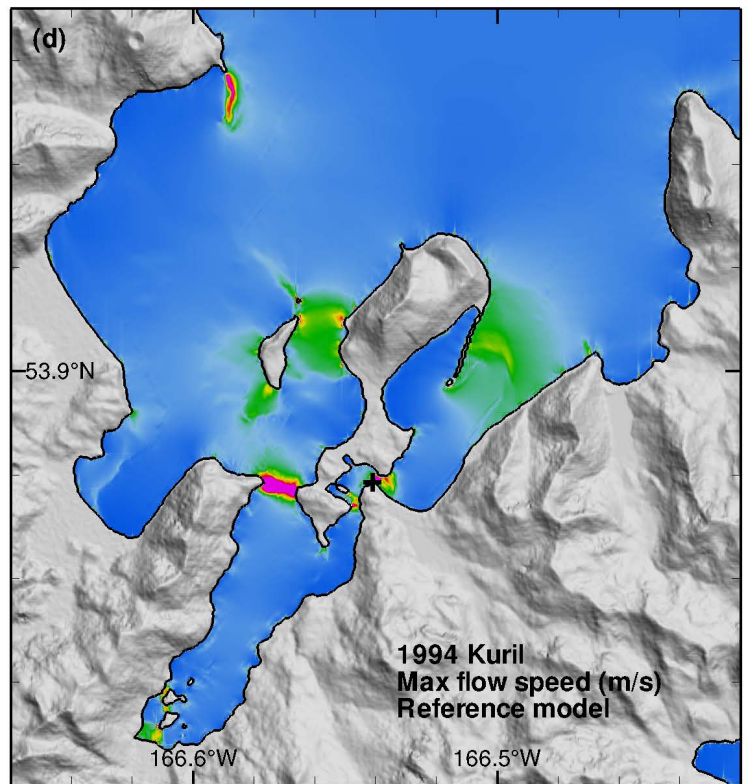 (d)
53.9°N
1994 Kuril
Max flow speed (m/s)
Reference model
166.6°W
166.5°W